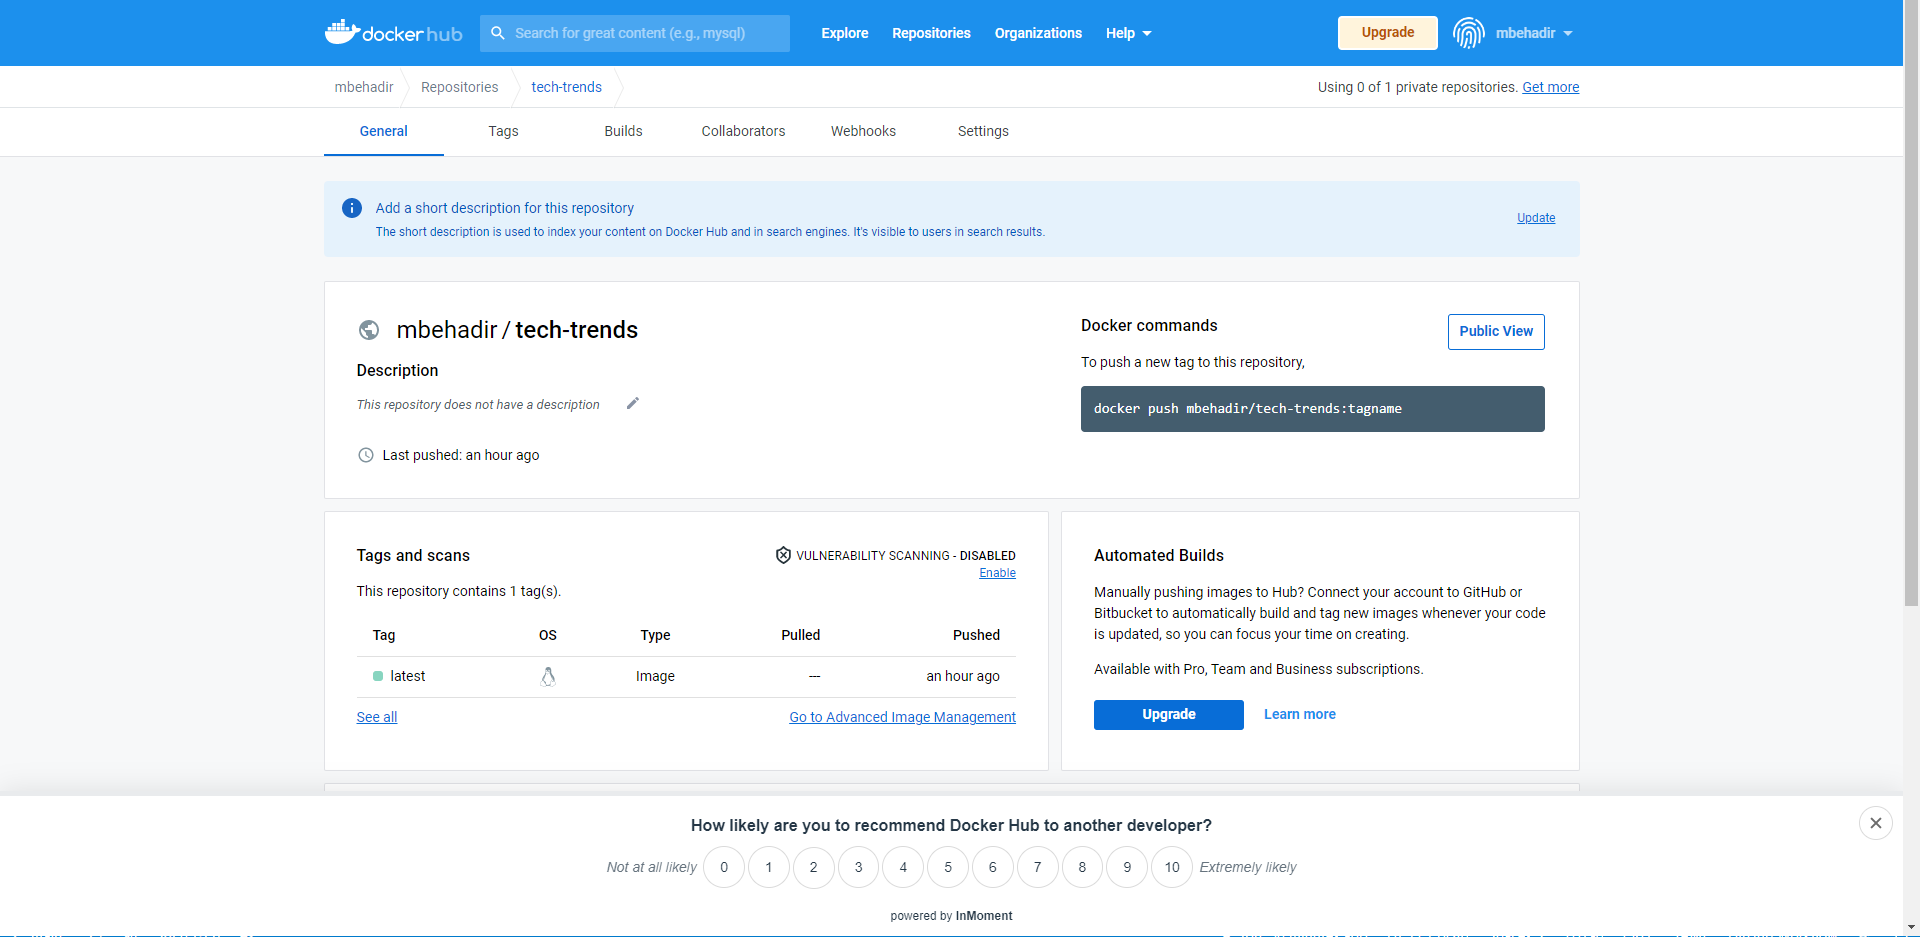 docker hub
Search for great content (e.g., mysql)
Explore
Repositories
Organizations
Help
Upgrade
mbehadir
mbehadir
Repositories
tech-trends
Using 0 of 1 private repositories. Get more
General
Tags
Builds
Collaborators
Webhooks
Settings
Add a short description for this repository
The short description is used to index your content on Docker Hub and in search engines. It's visible to users in search results.
Update
mbehadir / tech-trends
Description
This repository does not have a description
Last pushed: an hour ago
Docker commands
Public View
To push a new tag to this repository,
docker push mbehadir/tech-trends:tagname
Tags and scans
VULNERABILITY SCANNING - DISABLED
Enable
This repository contains 1 tag(s).
Tag OS Type Pulled Pushed
latest Image --- an hour ago
See all
Go to Advanced Image Management
Automated Builds
Manually pushing images to Hub? Connect your account to GitHub or
Bitbucket to automatically build and tag new images whenever your code
is updated, so you can focus your time on creating.
Available with Pro, Team and Business subscriptions.
Upgrade
Learn more
How likely are you to recommend Docker Hub to another developer?
Not at all likely 0 1 2 3 4 5 6 7 8 9 10 Extremely likely
powered by InMoment